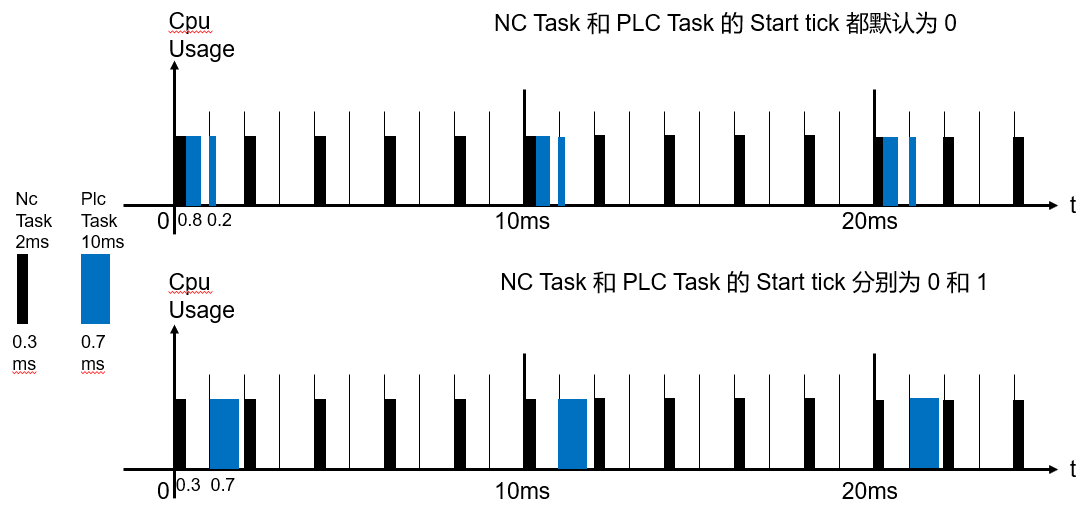 Cpu
Usage
NC Task 和 PLC Task 的 Start tick 都默认为 0
0
0.8
0.2
10ms
20ms
t
Nc
Task
2ms
Plc
Task
10ms
0.3
ms
0.7
ms
Cpu
Usage
NC Task 和 PLC Task 的 Start tick 分别为 0 和 1
0
0.3
0.7
10ms
20ms
t